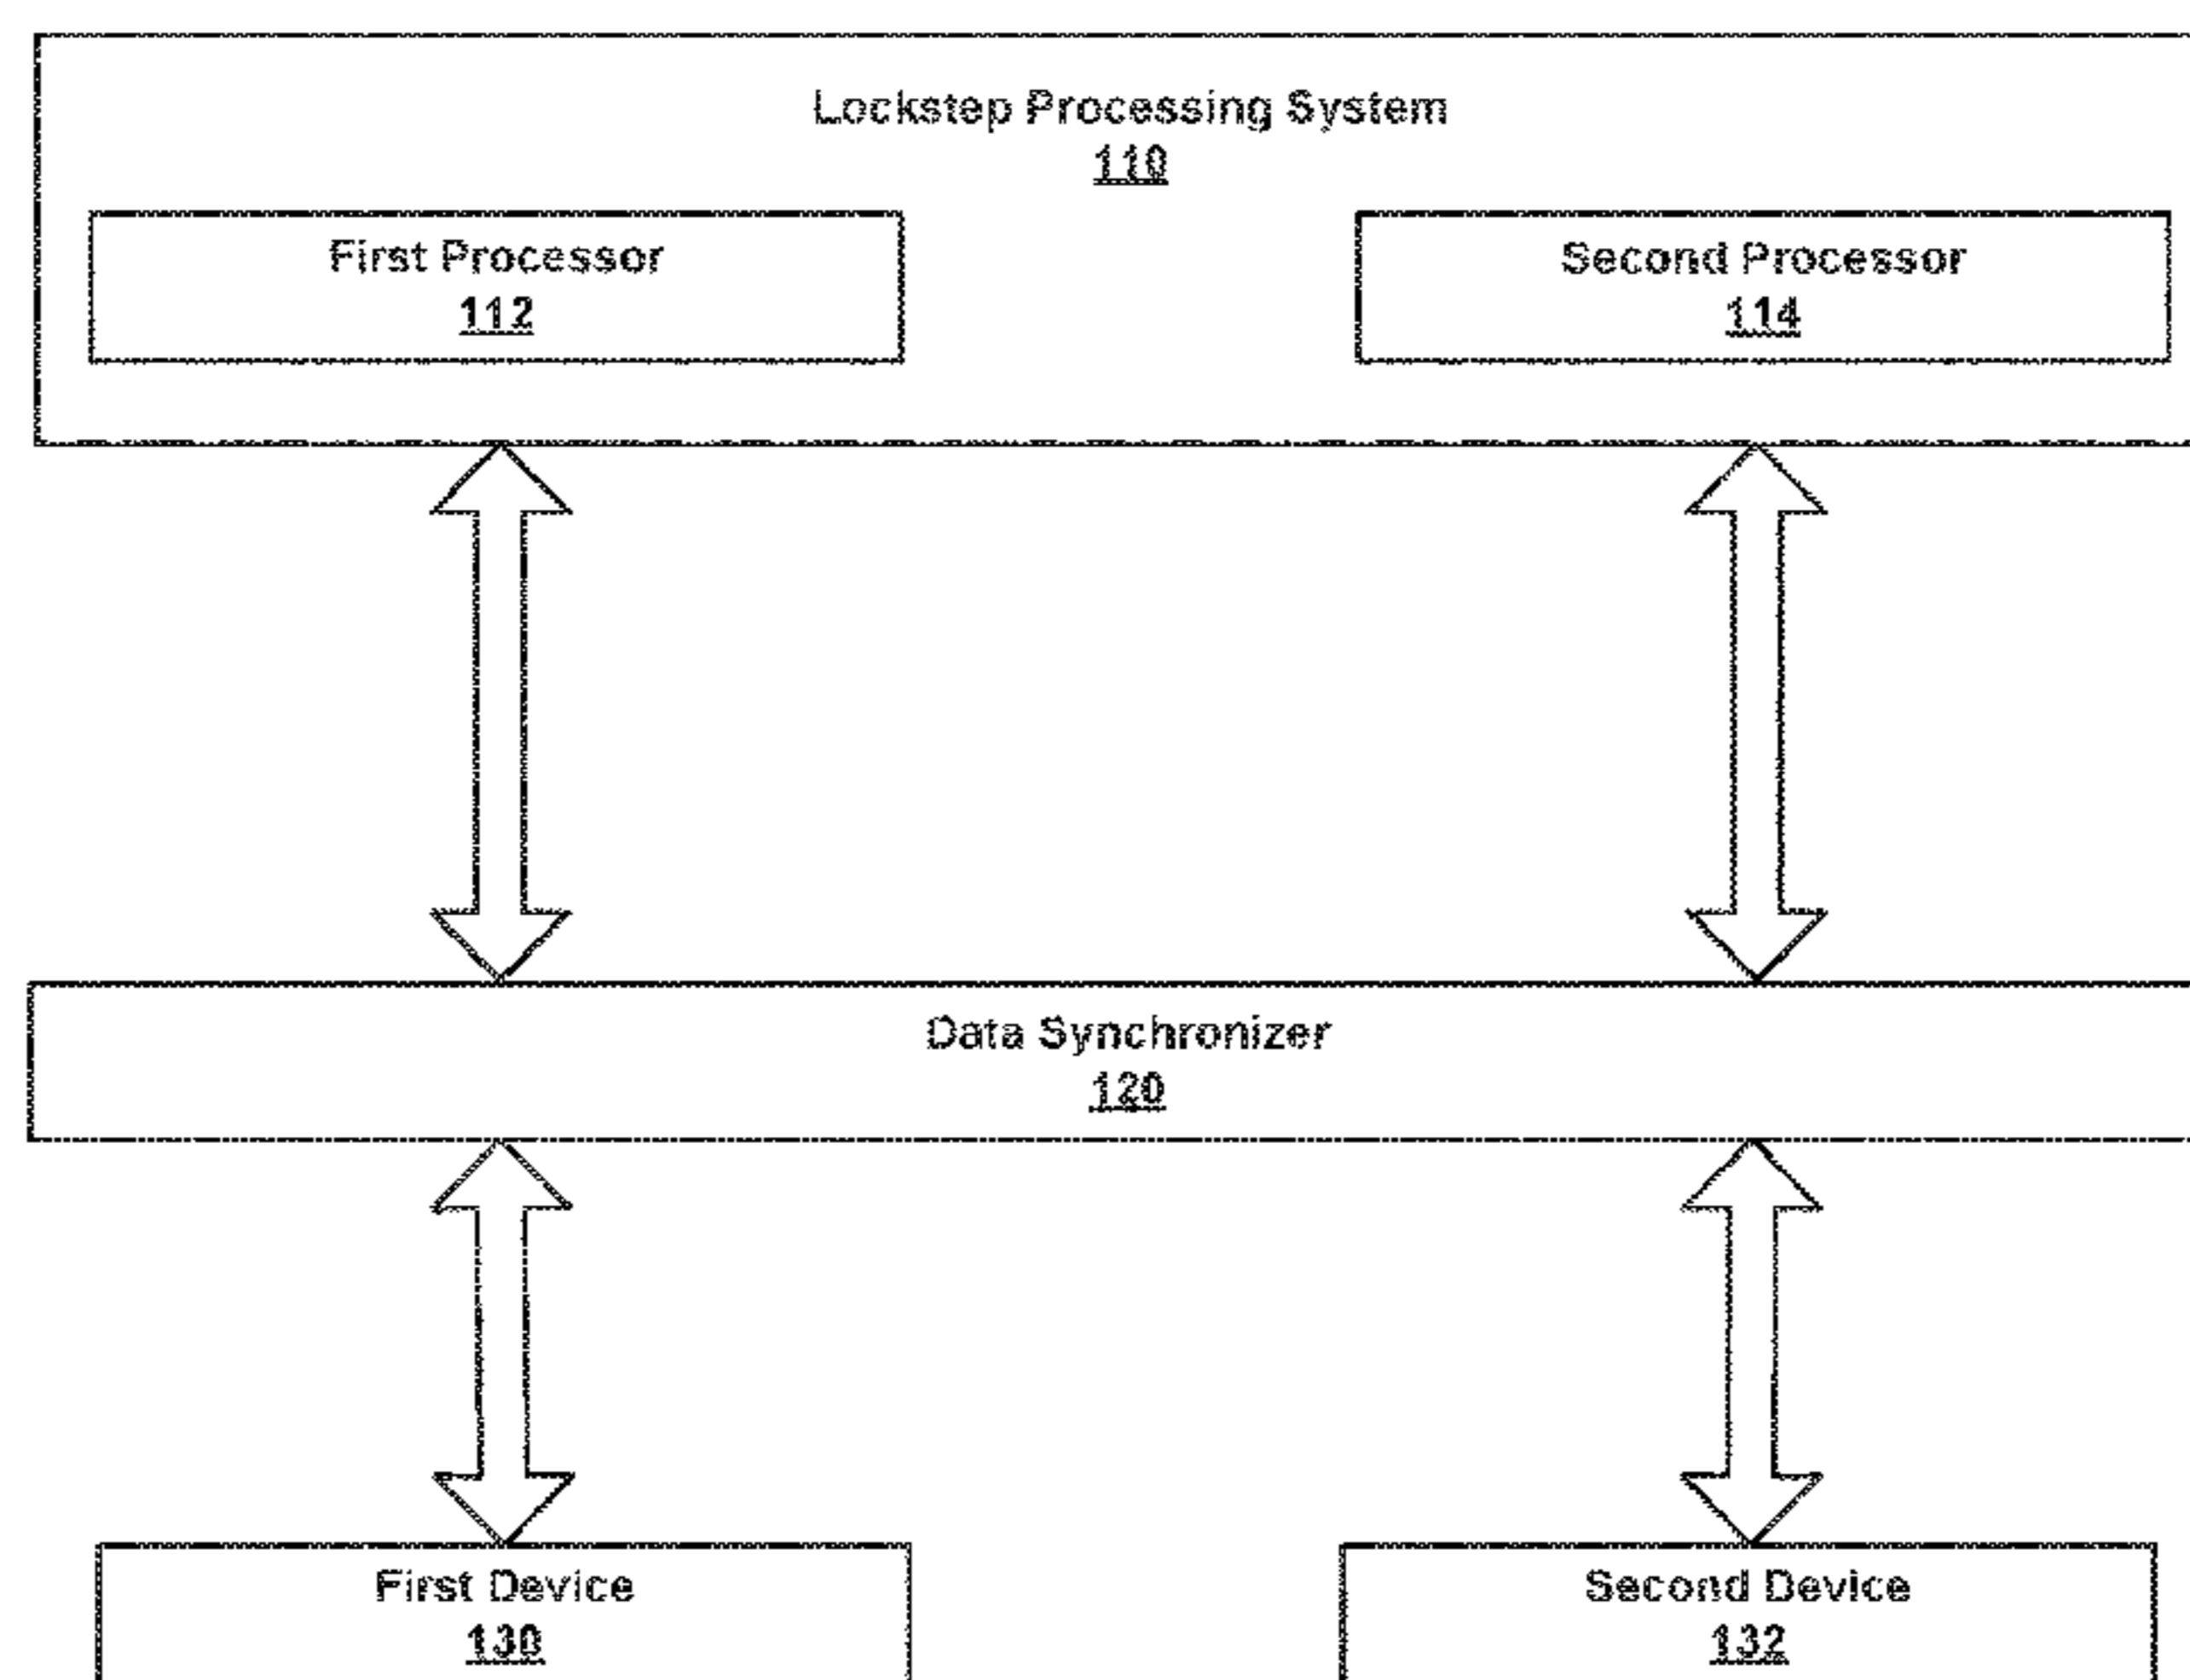 Lockstep Processing System
110
First Processor
112
Second Processor
114
Data Synchronizer
120
First Device
130
Second Device
132